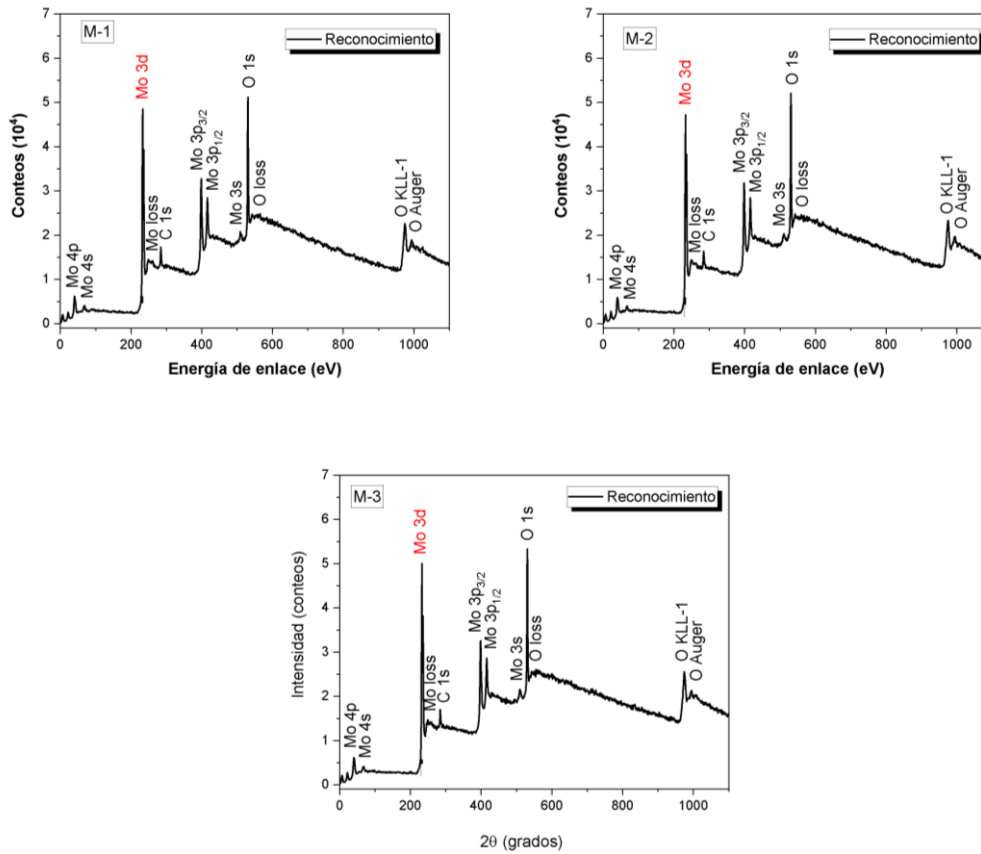 M-1
Reconocimiento
Conteos (10⁴)
7
6
5
4
3
2
1
0
Mo 4p
Mo 4s
Mo 3d
Mo loss
C 1s
Mo 3p3/2
Mo 3p1/2
Mo 3s
O 1s
O loss
O KLL-1
O Auger
0 200 400 600 800 1000
Energía de enlace (eV)
M-2
Reconocimiento
Conteos (10⁴)
7
6
5
4
3
2
1
0
Mo 4p
Mo 4s
Mo 3d
Mo loss
C 1s
Mo 3p3/2
Mo 3p1/2
Mo 3s
O 1s
O loss
O KLL-1
O Auger
0 200 400 600 800 1000
Energía de enlace (eV)
M-3
Reconocimiento
Intensidad (conteos)
7
6
5
4
3
2
1
0
Mo 4p
Mo 4s
Mo 3d
Mo loss
C 1s
Mo 3p3/2
Mo 3p1/2
Mo 3s
O 1s
O loss
O KLL-1
O Auger
0 200 400 600 800 1000
2θ (grados)